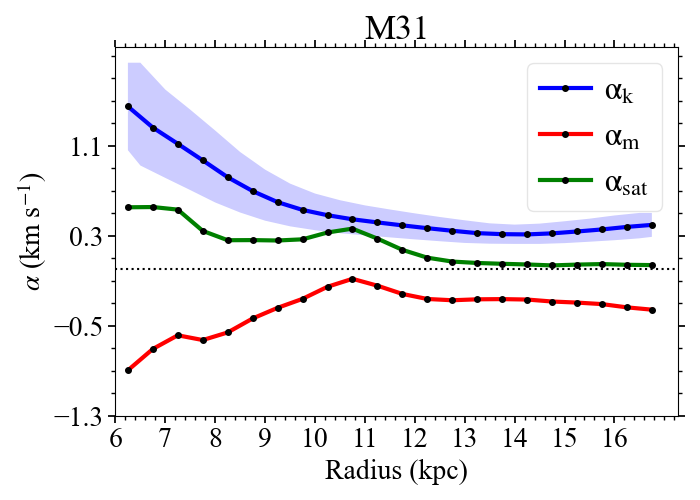 M31
α_k
α_m
α_sat
1.1
0.3
−0.5
−1.3
α (km s⁻¹)
6 7 8 9 10 11 12 13 14 15 16
Radius (kpc)